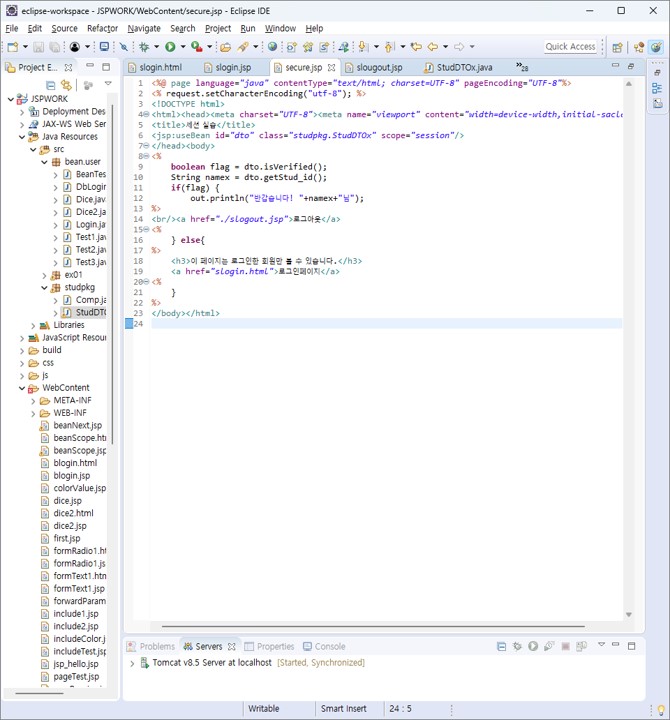 eclipse-workspace - JSPWORK/WebContent/secure.jsp - Eclipse IDE
File Edit Source Refactor Navigate Search Project Run Window Help
Quick Access
Project E...
slogin.html slogin.jsp secure.jsp slougout.jsp StudDTOx.java »28
JSPWORK
Deployment Des
JAX-WS Web Ser
Java Resources
src
bean.user
BeanTes
DbLogin
Dice.java
Dice2.ja
Login.jav
Test1.jav
Test2.jav
Test3.jav
ex01
studpkg
Comp.ja
StudDTO
Libraries
JavaScript Resour
build
css
js
WebContent
META-INF
WEB-INF
beanNext.jsp
beanScope.htm
beanScope.jsp
blogin.html
blogin.jsp
colorValue.jsp
dice.jsp
dice2.html
dice2.jsp
first.jsp
formRadio1.ht
formRadio1.js
formText1.htm
formText1.jsp
forwardParam
include1.jsp
include2.jsp
includeColor.j
includeTest.jsp
jsp_hello.jsp
pageTest.jsp
1 <%@ page language="java" contentType="text/html; charset=UTF-8" pageEncoding="UTF-8"%>
2 <% request.setCharacterEncoding("utf-8"); %>
3 <!DOCTYPE html>
4 <html><head><meta charset="UTF-8"><meta name="viewport" content="width=device-width,initial-sacle
5 <title>세션 실습</title>
6 <jsp:useBean id="dto" class="studpkg.StudDTOx" scope="session"/>
7 </head><body>
8 <%
9 boolean flag = dto.isVerified();
10 String namex = dto.getStud_id();
11 if(flag) {
12 out.println("반갑습니다! "+namex+"님");
13 %>
14 <br/><a href="./slogout.jsp">로그아웃</a>
15 <%
16 } else{
17 %>
18 <h3>이 페이지는 로그인한 회원만 볼 수 있습니다.</h3>
19 <a href="slogin.html">로그인페이지</a>
20 <%
21 }
22 %>
23 </body></html>
24
Problems Servers Properties Console
Tomcat v8.5 Server at localhost [Started, Synchronized]
Writable Smart Insert 24 : 5